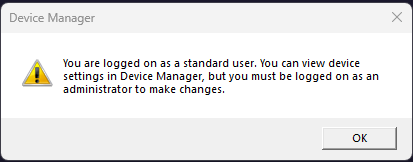 Device Manager
You are logged on as a standard user. You can view device
settings in Device Manager, but you must be logged on as an
administrator to make changes.
OK